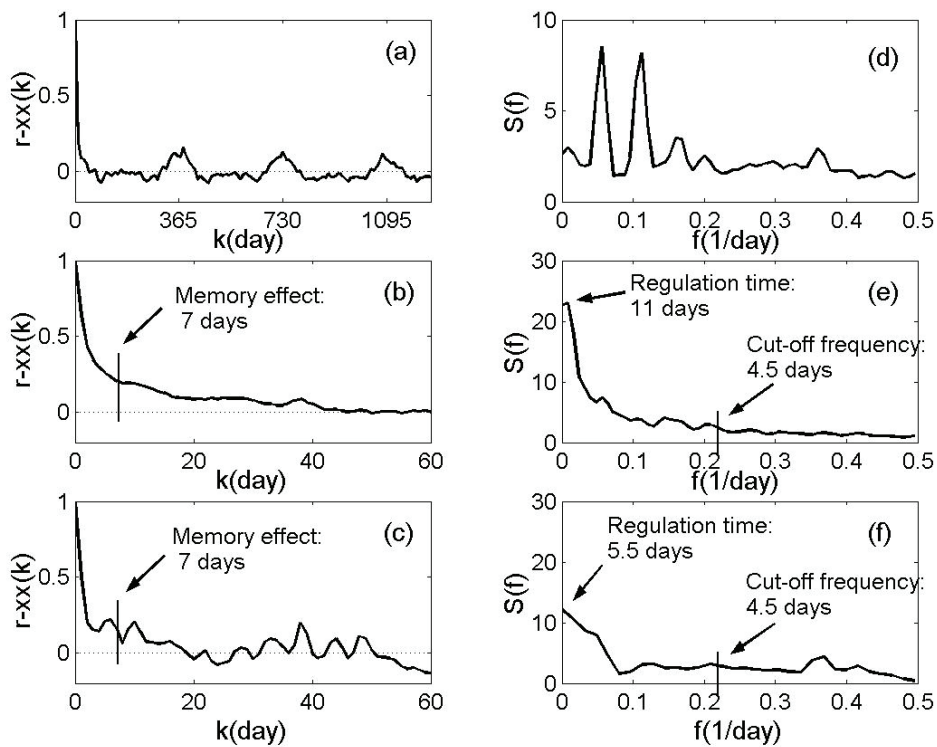 (a)
r-xx(k)
1
0.5
0
0
365
730
1095
k(day)
(d)
S(f)
10
5
0
0
0.1
0.2
0.3
0.4
0.5
f(1/day)
(b)
r-xx(k)
1
0.5
0
Memory effect:
7 days
0
20
40
60
k(day)
(e)
S(f)
30
20
10
0
Regulation time:
11 days
Cut-off frequency:
4.5 days
0
0.1
0.2
0.3
0.4
0.5
f(1/day)
(c)
r-xx(k)
1
0.5
0
Memory effect:
7 days
0
20
40
60
k(day)
(f)
S(f)
30
20
10
0
Regulation time:
5.5 days
Cut-off frequency:
4.5 days
0
0.1
0.2
0.3
0.4
0.5
f(1/day)